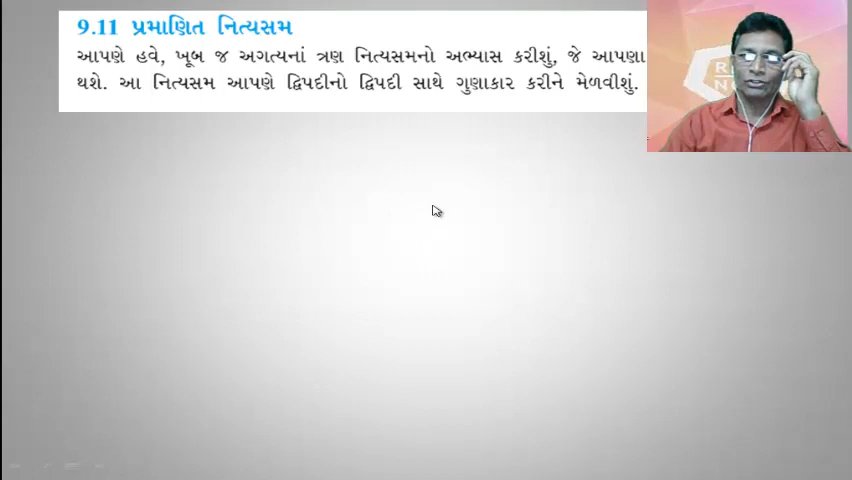 9.11 પ્રમાણિત નિત્યસમ
આપણે હવે, ખૂબ જ અગત્યનાં ત્રણ નિત્યસમનો અભ્યાસ કરીશું, જે આપણા
થશે. આ નિત્યસમ આપણે દ્વિપદીનો દ્વિપદી સાથે ગુણાકાર કરીને મેળવીશું.